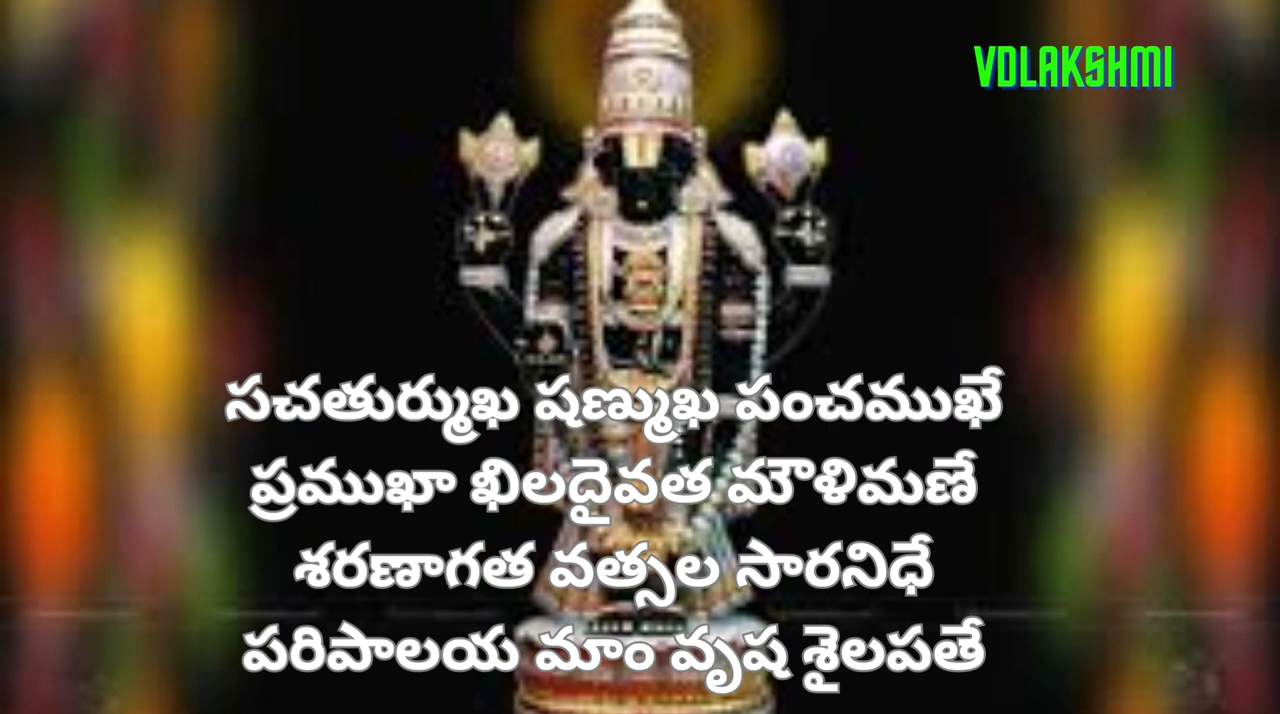 VDLAKSHMI
సచతుర్ముఖ షణ్ముఖ పంచముఖే
ప్రముఖా ఖిలదైవత మౌళిమణే
శరణాగత వత్సల సారనిధే
పరిపాలయ మాం వృష శైలపతే